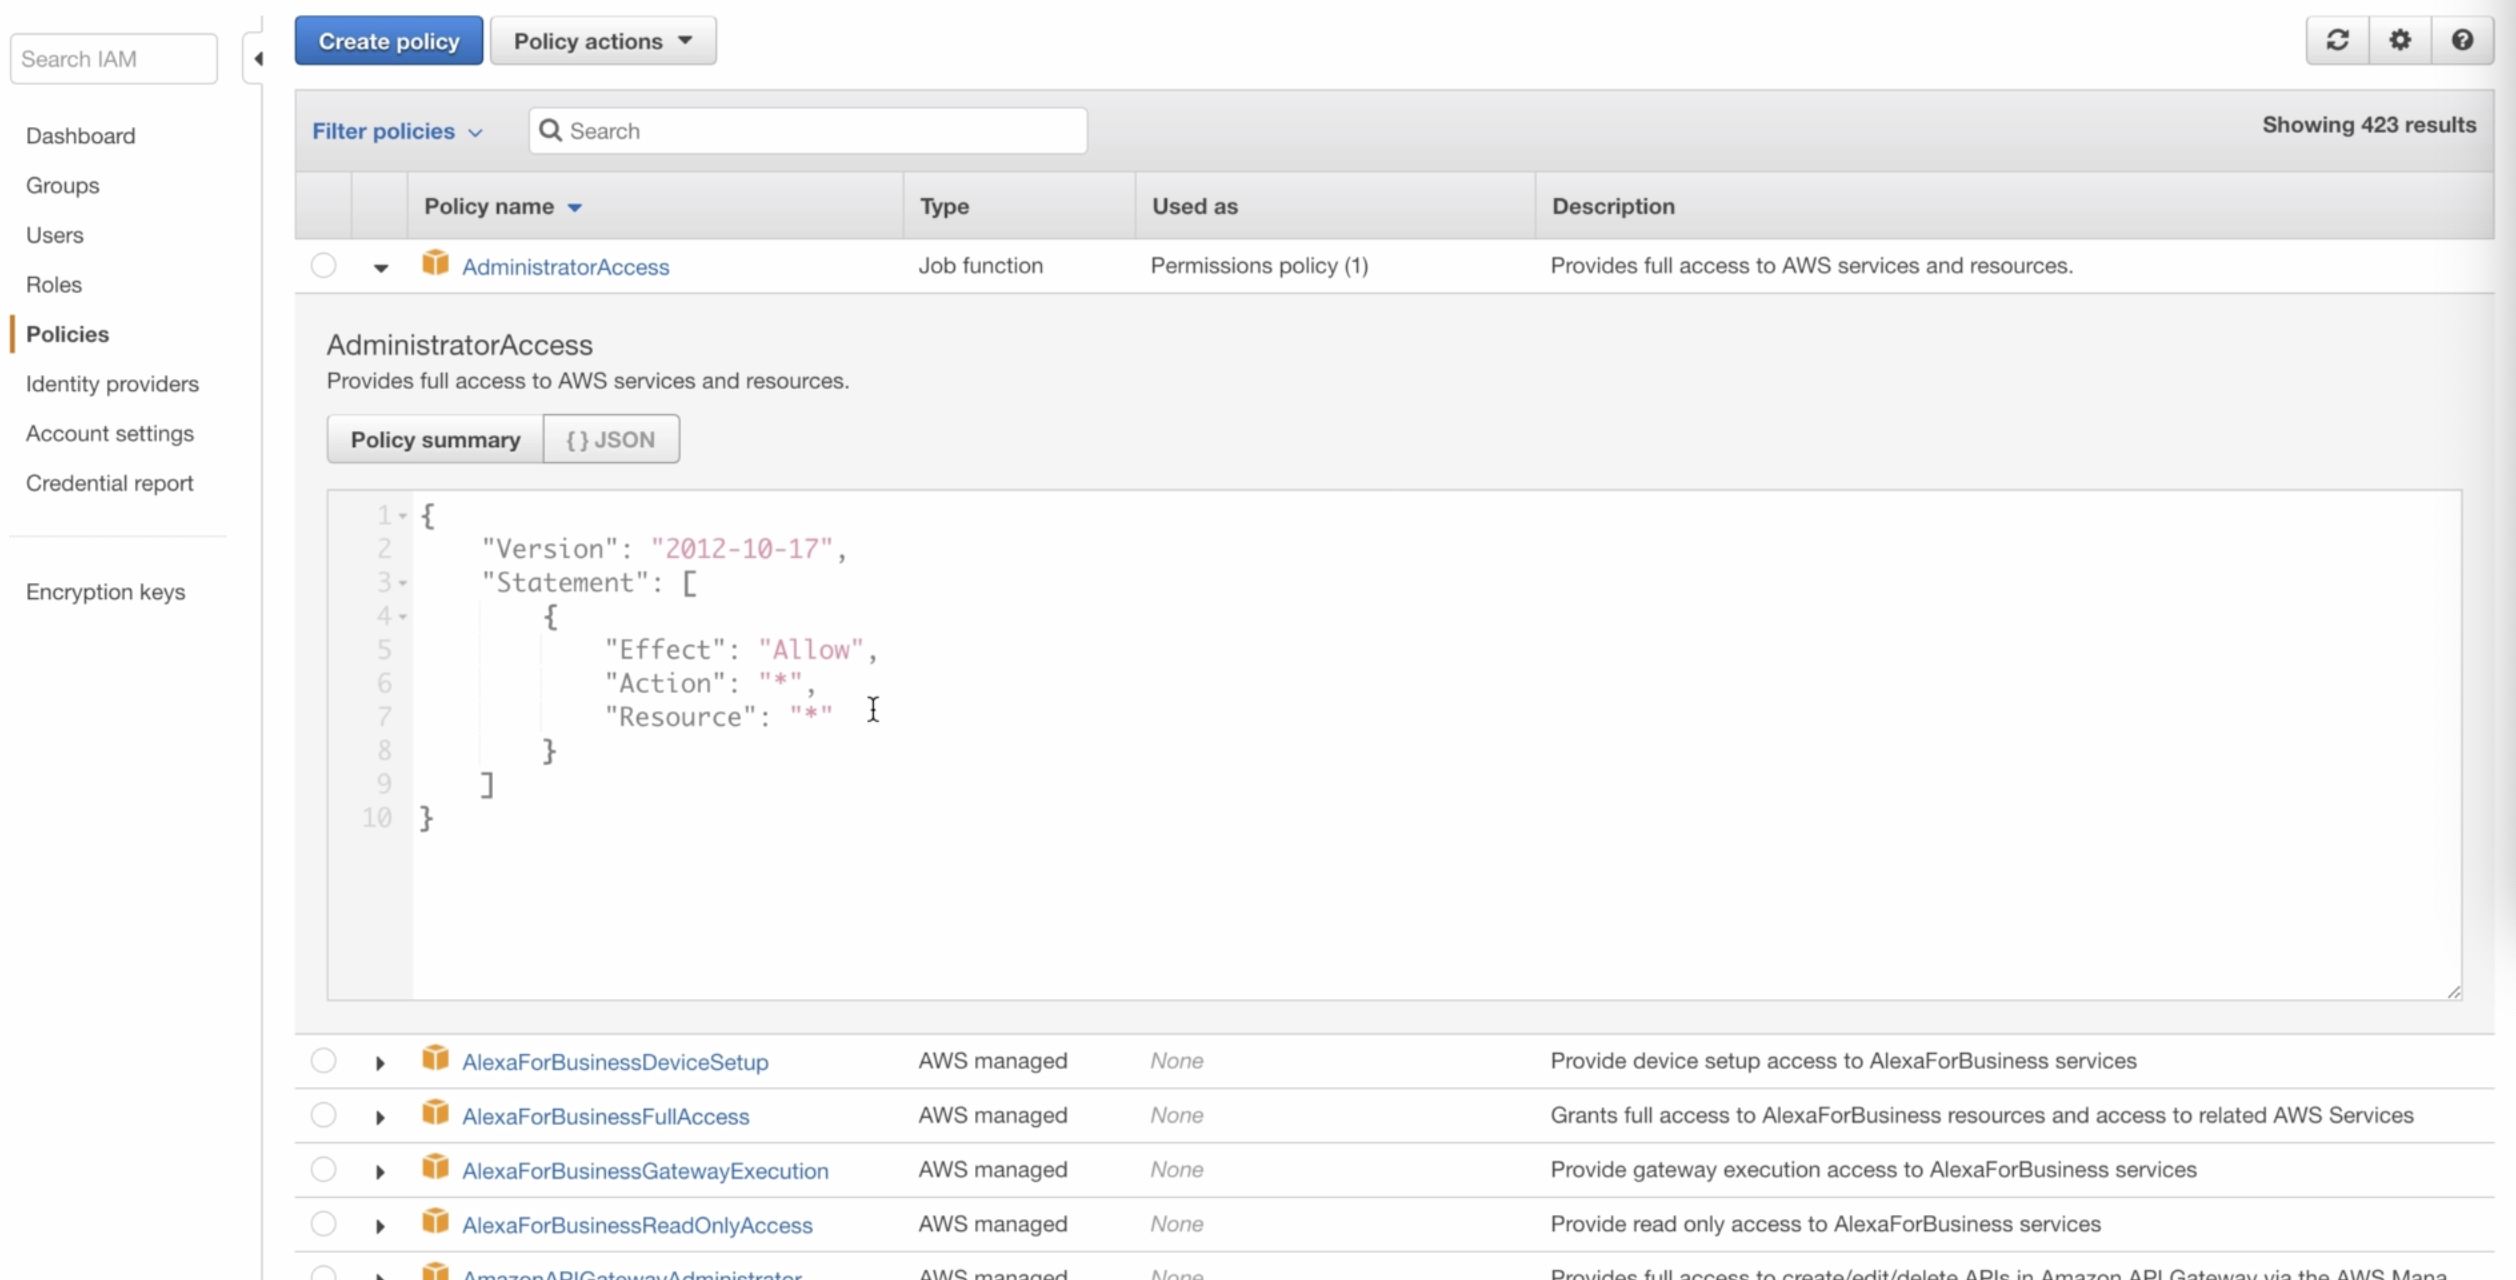 Search IAM
Dashboard
Groups
Users
Roles
Policies
Identity providers
Account settings
Credential report
Encryption keys
Create policy Policy actions
Filter policies Search Showing 423 results
Policy name Type Used as Description
AdministratorAccess Job function Permissions policy (1) Provides full access to AWS services and resources.
AdministratorAccess
Provides full access to AWS services and resources.
Policy summary { } JSON
1 {
2 "Version": "2012-10-17",
3 "Statement": [
4 {
5 "Effect": "Allow",
6 "Action": "*",
7 "Resource": "*"
8 }
9 ]
10 }
AlexaForBusinessDeviceSetup AWS managed None Provide device setup access to AlexaForBusiness services
AlexaForBusinessFullAccess AWS managed None Grants full access to AlexaForBusiness resources and access to related AWS Services
AlexaForBusinessGatewayExecution AWS managed None Provide gateway execution access to AlexaForBusiness services
AlexaForBusinessReadOnlyAccess AWS managed None Provide read only access to AlexaForBusiness services
AmazonAPIGatewayAdministrator AWS managed None Provides full access to create/edit/delete APIs in Amazon API Gateway via the AWS Mana